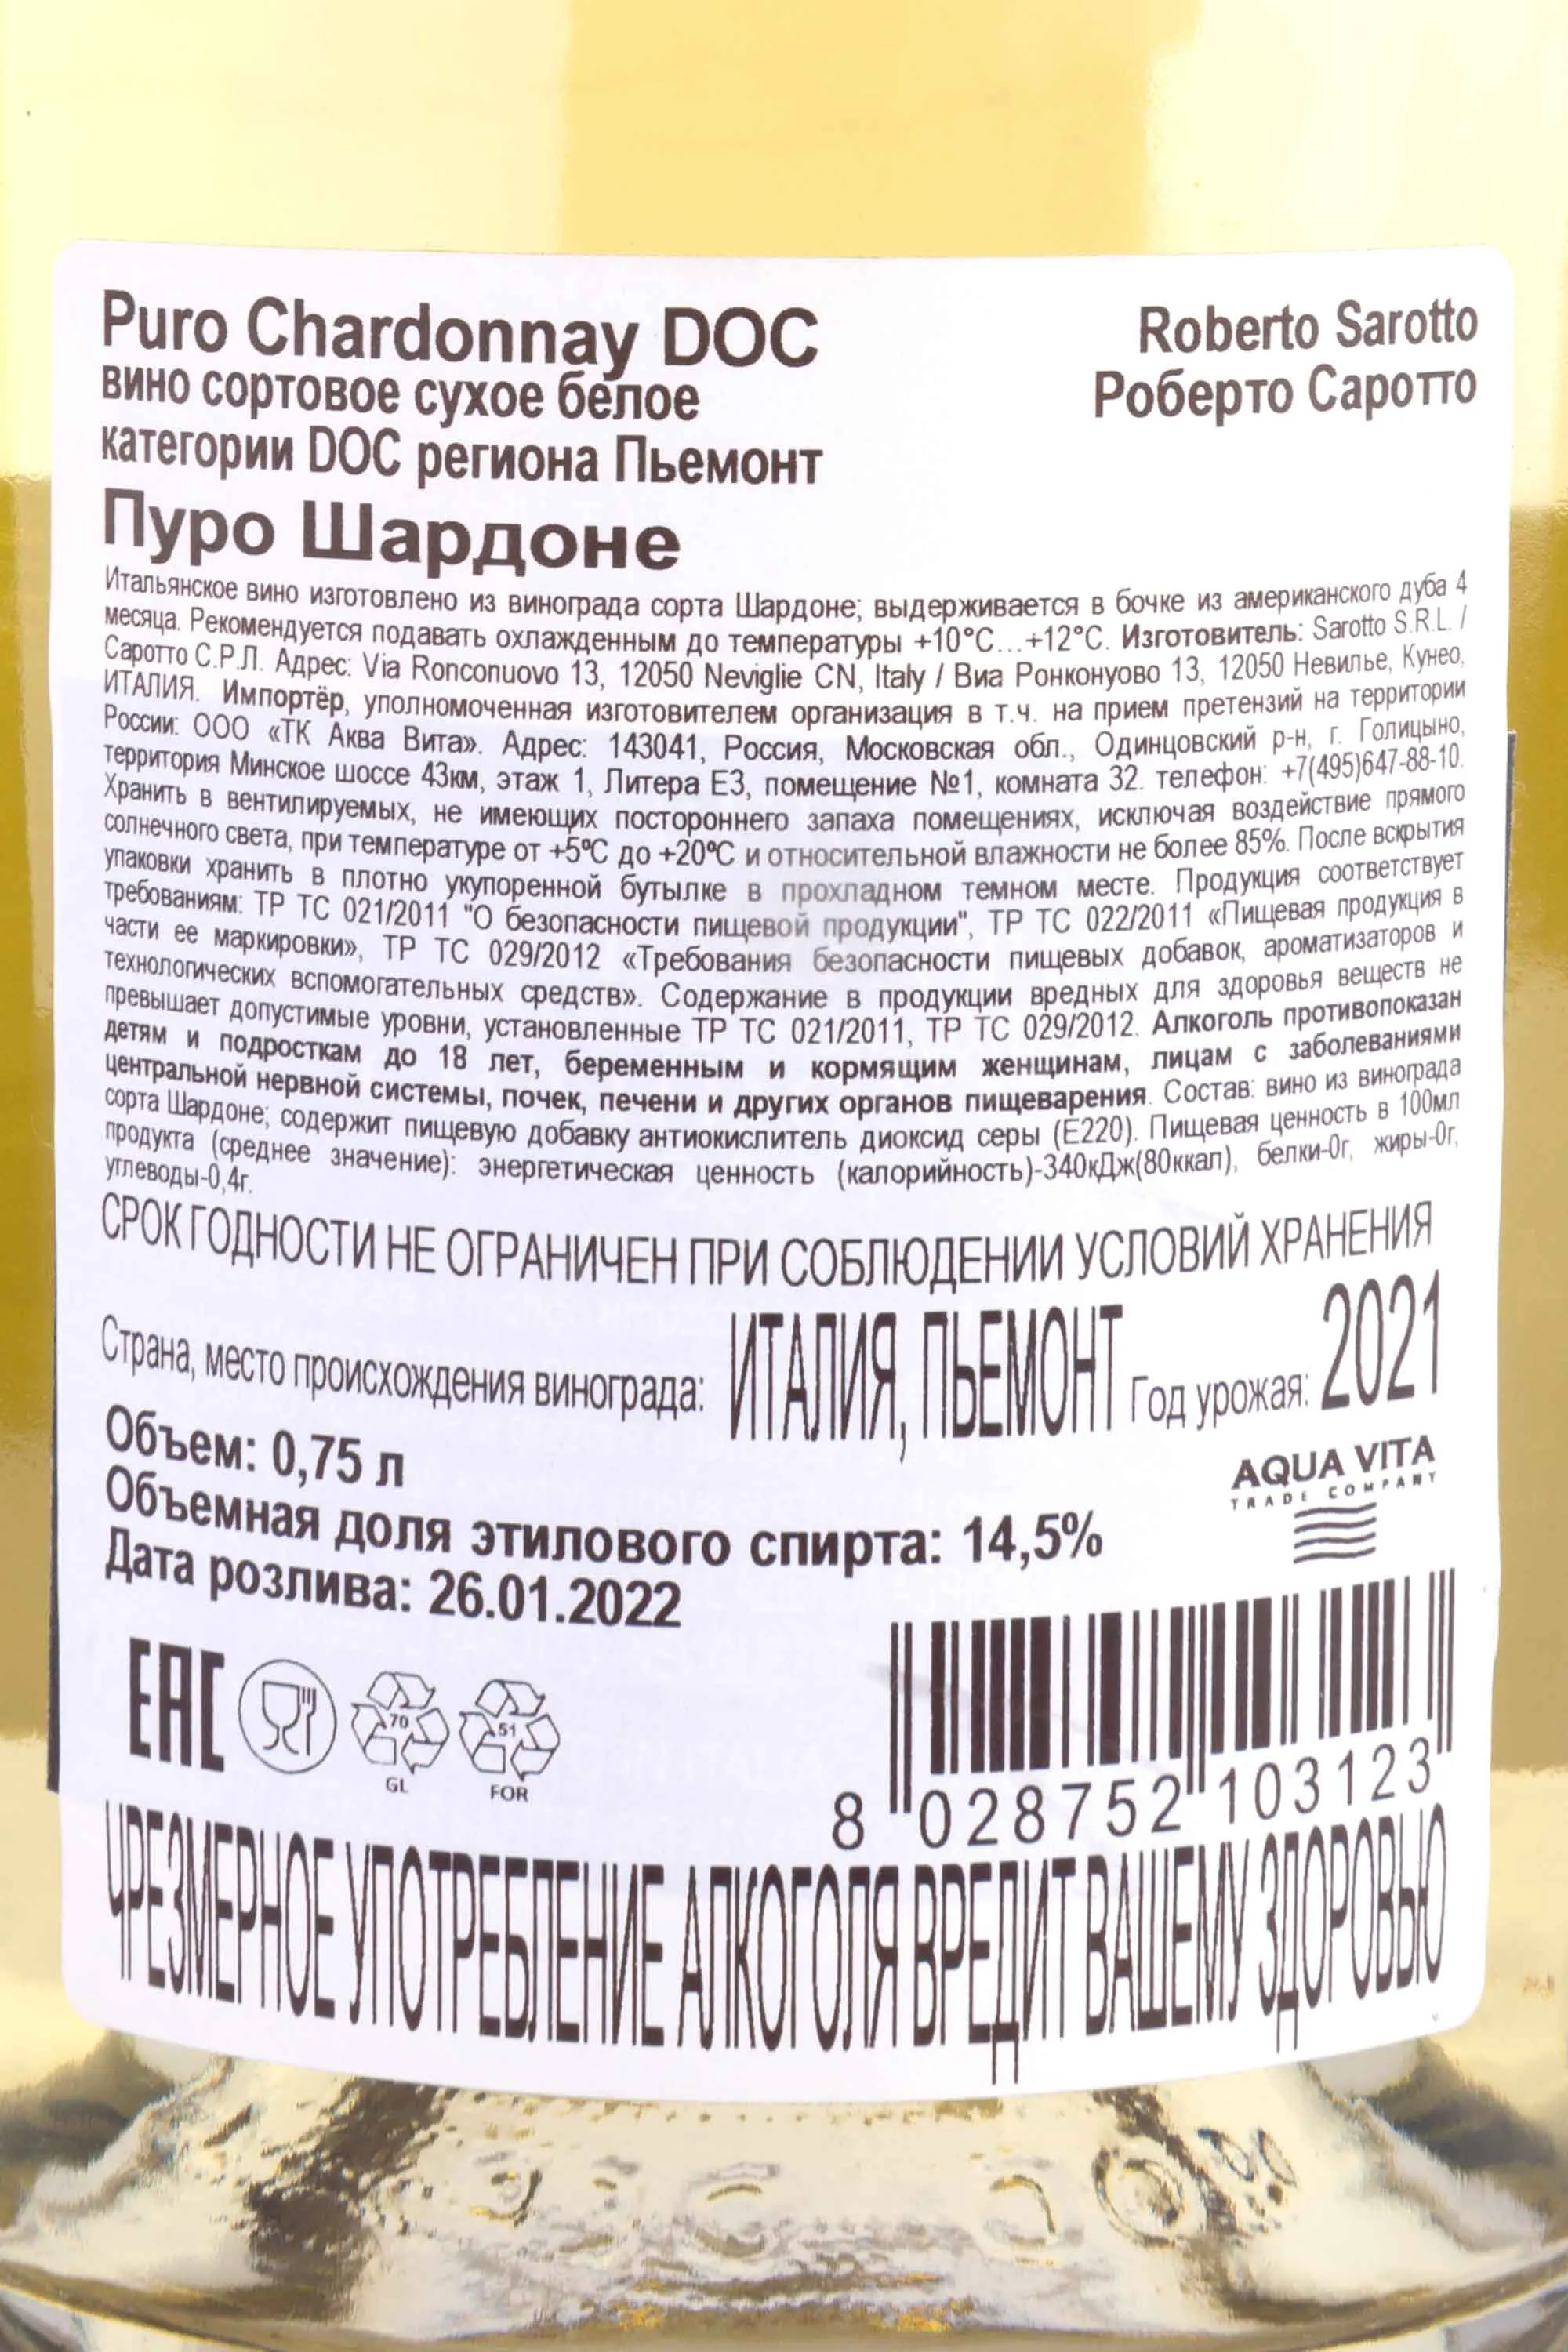 Puro Chardonnay DOC
Roberto Sarotto
вино сортовое сухое белое
Роберто Саротто
категории DOC региона Пьемонт
Пуро Шардоне
Итальянское вино изготовлено из винограда сорта Шардоне; выдерживается в бочке из американского дуба 4
месяца. Рекомендуется подавать охлажденным до температуры +10°С...+12°С. Изготовитель: Sarotto S.R.L. /
Саротто С.Р.Л. Адрес: Via Ronconuovo 13, 12050 Neviglie CN, Italy / Виа Ронконуово 13, 12050 Невилье, Кунео,
ИТАЛИЯ. Импортёр, уполномоченная изготовителем организация в т.ч. на прием претензий на территории
России: ООО «ТК Аква Вита». Адрес: 143041, Россия, Московская обл., Одинцовский р-н, г. Голицыно,
территория Минское шоссе 43км, этаж 1, Литера Е3, помещение №1, комната 32. телефон: +7(495)647-88-10.
Хранить в вентилируемых, не имеющих постороннего запаха помещениях, исключая воздействие прямого
солнечного света, при температуре от +5ºС до +20ºС и относительной влажности не более 85%. После вскрытия
упаковки хранить в плотно укупоренной бутылке в прохладном темном месте. Продукция соответствует
требованиям: ТР ТС 021/2011 "О безопасности пищевой продукции", ТР ТС 022/2011 «Пищевая продукция в
части ее маркировки», ТР ТС 029/2012 «Требования безопасности пищевых добавок, ароматизаторов и
технологических вспомогательных средств». Содержание в продукции вредных для здоровья веществ не
превышает допустимые уровни, установленные ТР ТС 021/2011, ТР ТС 029/2012. Алкоголь противопоказан
детям и подросткам до 18 лет, беременным и кормящим женщинам, лицам с заболеваниями
центральной нервной системы, почек, печени и других органов пищеварения. Состав: вино из винограда
сорта Шардоне; содержит пищевую добавку антиокислитель диоксид серы (Е220). Пищевая ценность в 100мл
продукта (среднее значение): энергетическая ценность (калорийность)-340кДж(80ккал), белки-0г, жиры-0г,
углеводы-0,4г.
СРОК ГОДНОСТИ НЕ ОГРАНИЧЕН ПРИ СОБЛЮДЕНИИ УСЛОВИЙ ХРАНЕНИЯ
Страна, место происхождения винограда: ИТАЛИЯ, ПЬЕМОНТ Год урожая: 2021
Объем: 0,75 л
AQUA VITA
TRADE COMPANY
Объемная доля этилового спирта: 14,5%
Дата розлива: 26.01.2022
EAC
70
GL
51
FOR
8 028752 103123
ЧРЕЗМЕРНОЕ УПОТРЕБЛЕНИЕ АЛКОГОЛЯ ВРЕДИТ ВАШЕМУ ЗДОРОВЬЮ